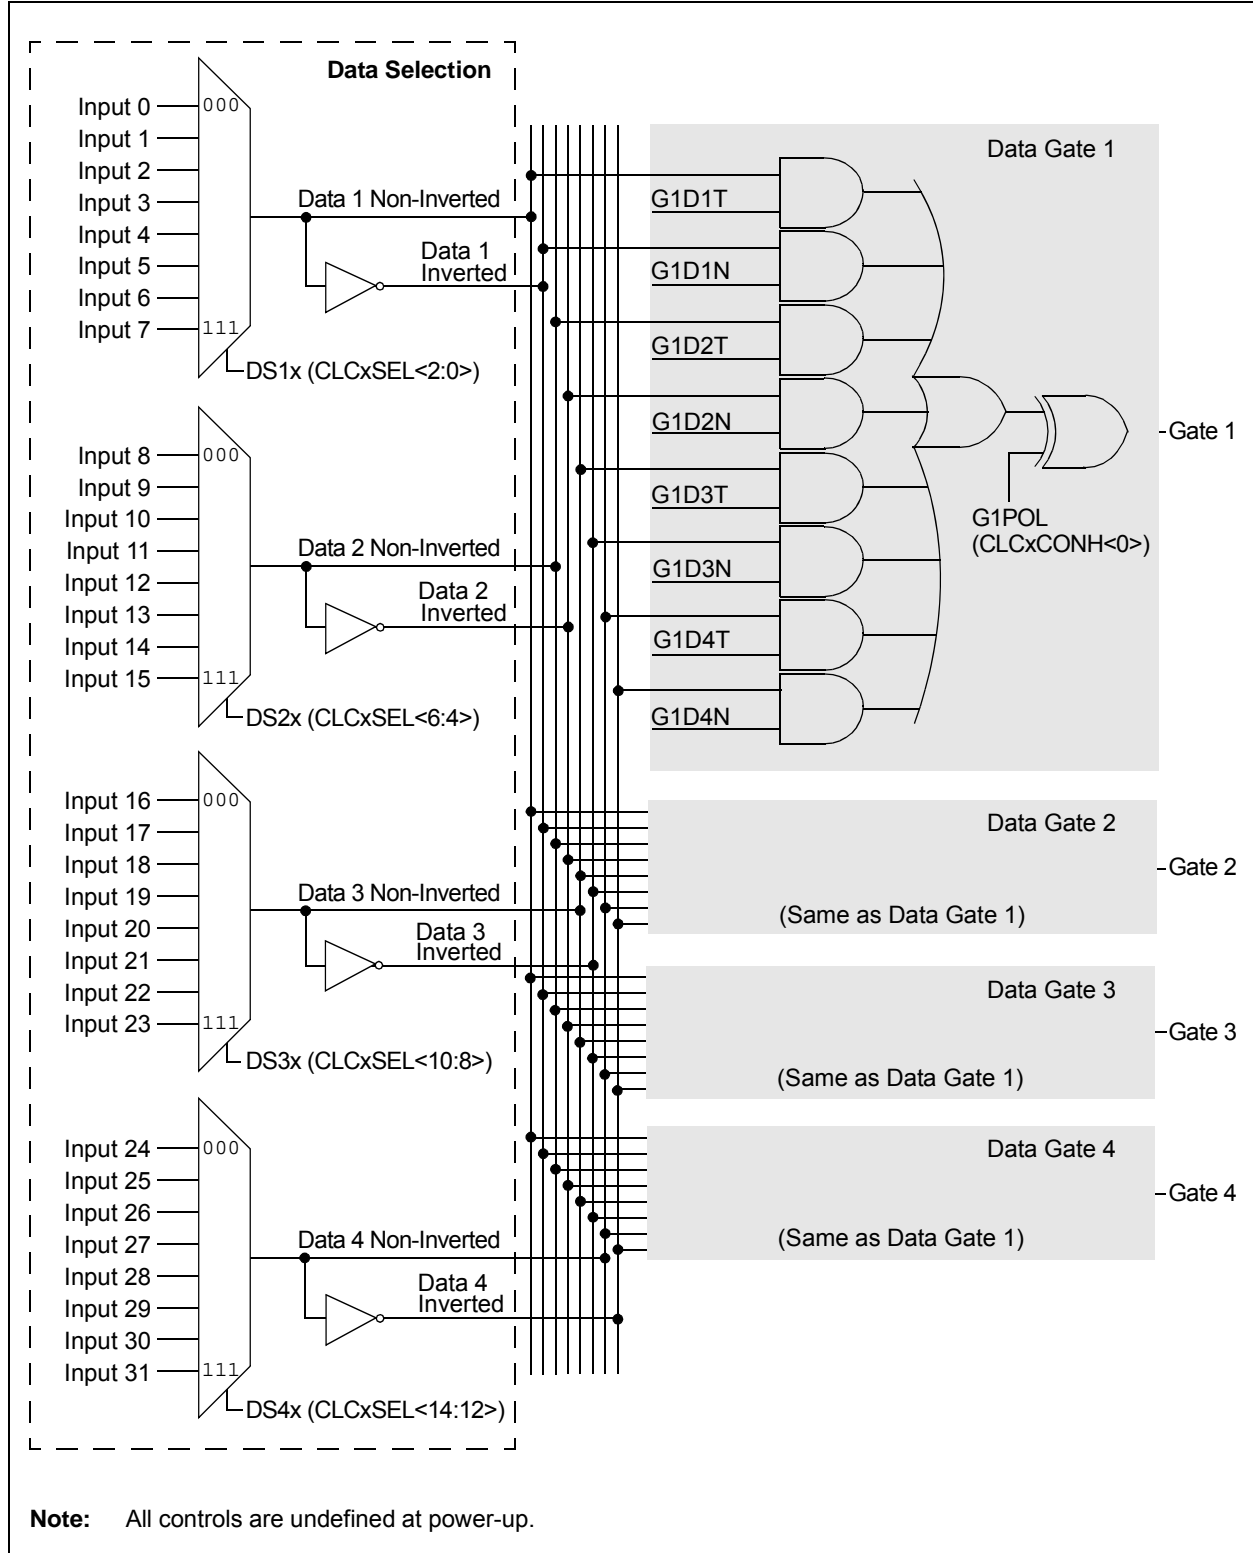 Data Selection
Input 0
Input 1
Input 2
Input 3
Input 4
Input 5
Input 6
Input 7
000
111
Data 1 Non-Inverted
Data 1
Inverted
DS1x (CLCxSEL<2:0>)
Input 8
Input 9
Input 10
Input 11
Input 12
Input 13
Input 14
Input 15
000
111
Data 2 Non-Inverted
Data 2
Inverted
DS2x (CLCxSEL<6:4>)
Input 16
Input 17
Input 18
Input 19
Input 20
Input 21
Input 22
Input 23
000
111
Data 3 Non-Inverted
Data 3
Inverted
DS3x (CLCxSEL<10:8>)
Input 24
Input 25
Input 26
Input 27
Input 28
Input 29
Input 30
Input 31
000
111
Data 4 Non-Inverted
Data 4
Inverted
DS4x (CLCxSEL<14:12>)
Data Gate 1
G1D1T
G1D1N
G1D2T
G1D2N
G1D3T
G1D3N
G1D4T
G1D4N
G1POL
(CLCxCONH<0>)
Gate 1
Data Gate 2
(Same as Data Gate 1)
Gate 2
Data Gate 3
(Same as Data Gate 1)
Gate 3
Data Gate 4
(Same as Data Gate 1)
Gate 4
Note: All controls are undefined at power-up.